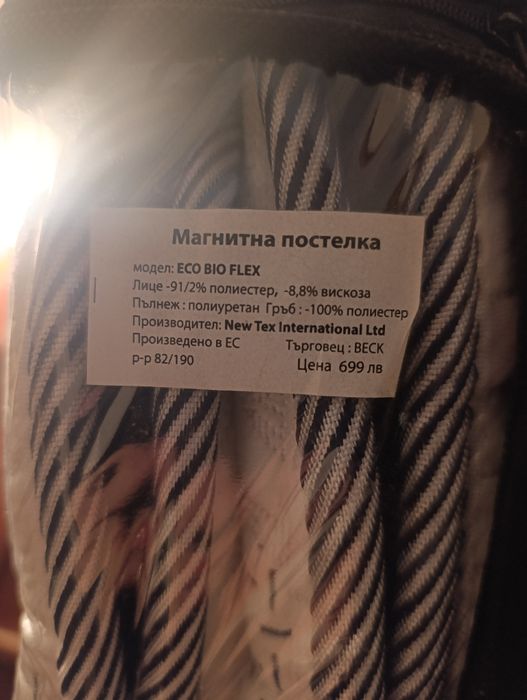 Магнитна постелка
модел: ECO BIO FLEX
Лице -91/2% полиестер, -8,8% вискоза
Пълнеж : полиуретан Гръб : -100% полиестер
Производител: New Tex International Ltd
Произведено в ЕС Търговец : BECK
р-р 82/190 Цена 699 лв